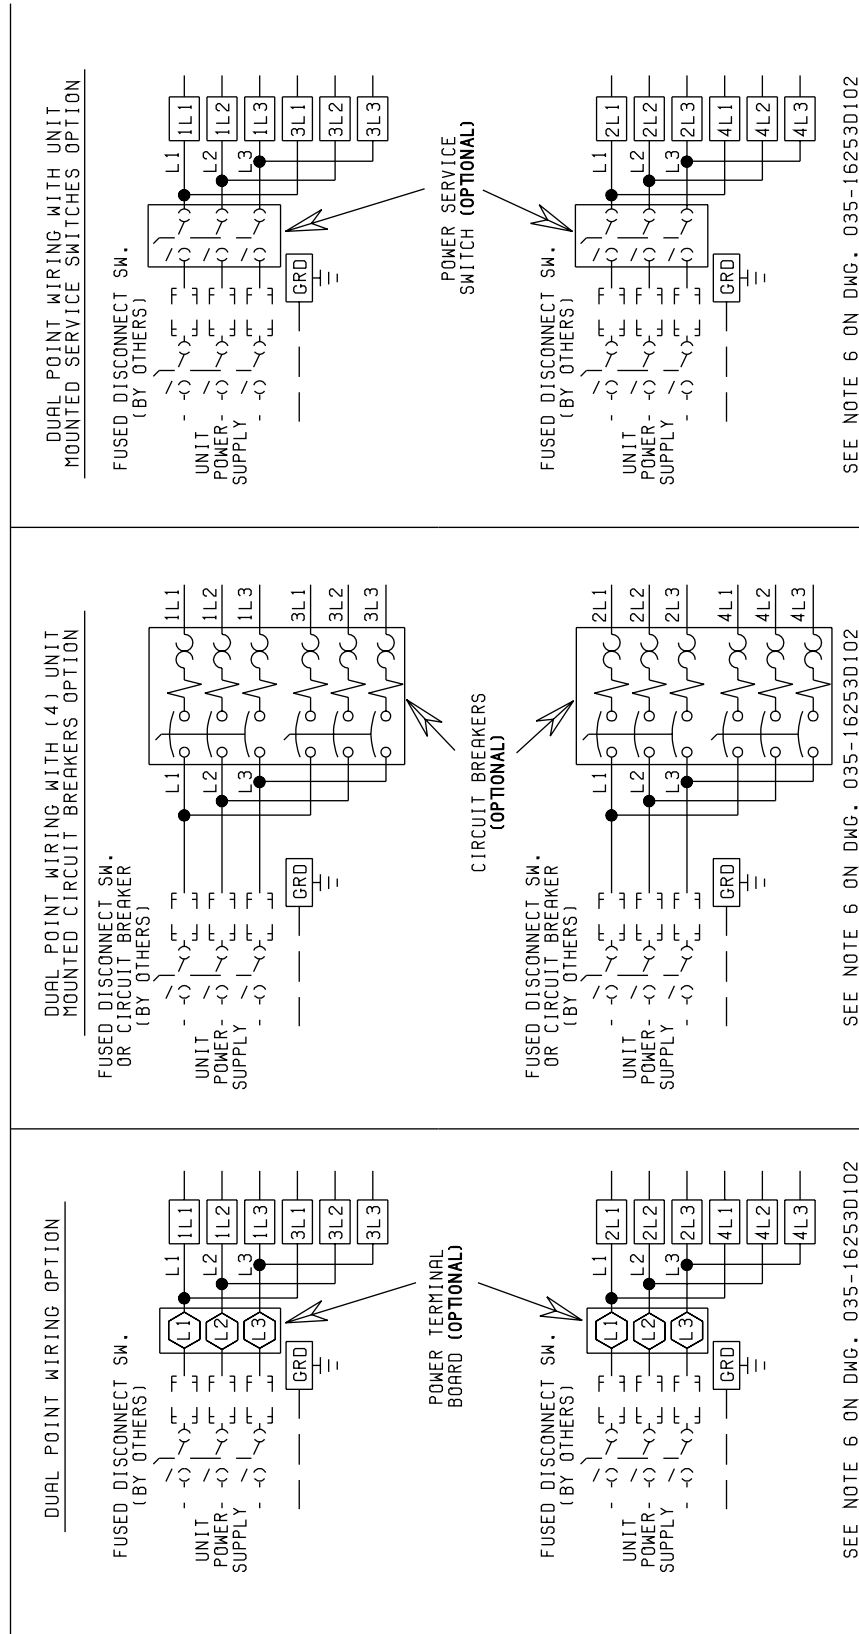 DUAL POINT WIRING OPTION
FUSED DISCONNECT SW.
(BY OTHERS)
UNIT
POWER
SUPPLY
L1
L2
L3
GRD
L1
L2
L3
1L1
1L2
1L3
3L1
3L2
3L3
POWER TERMINAL
BOARD (OPTIONAL)
FUSED DISCONNECT SW.
(BY OTHERS)
UNIT
POWER
SUPPLY
L1
L2
L3
GRD
L1
L2
L3
2L1
2L2
2L3
4L1
4L2
4L3
SEE NOTE 6 ON DWG. 035-16253D102
DUAL POINT WIRING WITH (4) UNIT
MOUNTED CIRCUIT BREAKERS OPTION
FUSED DISCONNECT SW.
OR CIRCUIT BREAKER
(BY OTHERS)
UNIT
POWER
SUPPLY
GRD
L1
L2
L3
1L1
1L2
1L3
3L1
3L2
3L3
CIRCUIT BREAKERS
(OPTIONAL)
FUSED DISCONNECT SW.
OR CIRCUIT BREAKER
(BY OTHERS)
UNIT
POWER
SUPPLY
GRD
L1
L2
L3
2L1
2L2
2L3
4L1
4L2
4L3
SEE NOTE 6 ON DWG. 035-16253D102
DUAL POINT WIRING WITH UNIT
MOUNTED SERVICE SWITCHES OPTION
FUSED DISCONNECT SW.
(BY OTHERS)
UNIT
POWER
SUPPLY
GRD
L1
L2
L3
1L1
1L2
1L3
3L1
3L2
3L3
POWER SERVICE
SWITCH (OPTIONAL)
FUSED DISCONNECT SW.
(BY OTHERS)
UNIT
POWER
SUPPLY
GRD
L1
L2
L3
2L1
2L2
2L3
4L1
4L2
4L3
SEE NOTE 6 ON DWG. 035-16253D102